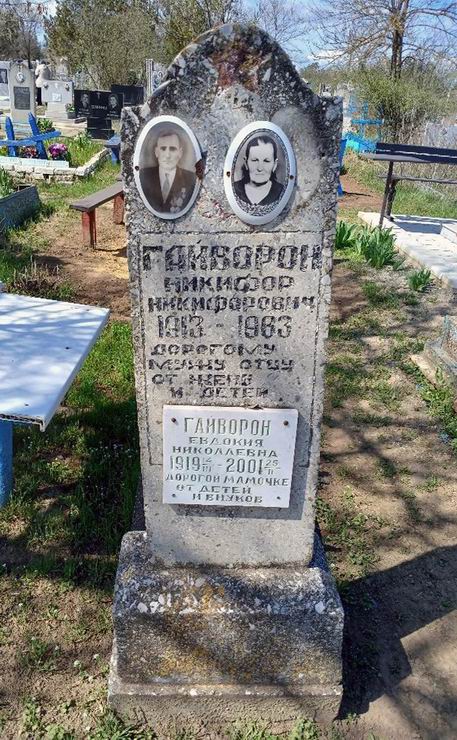 ГАЙВОРОН
НИКИФОР
НИКИФОРОВИЧ
1913 - 1983
ДОРОГОМУ
МУЖУ ОТЦУ
ОТ ЖЕНЫ
И ДЕТЕЙ
ГАЙВОРОН
ЕВДОКИЯ
НИКОЛАЕВНА
1919 - 2001
ДОРОГОЙ МАМОЧКЕ
ОТ ДЕТЕЙ
И ВНУКОВ